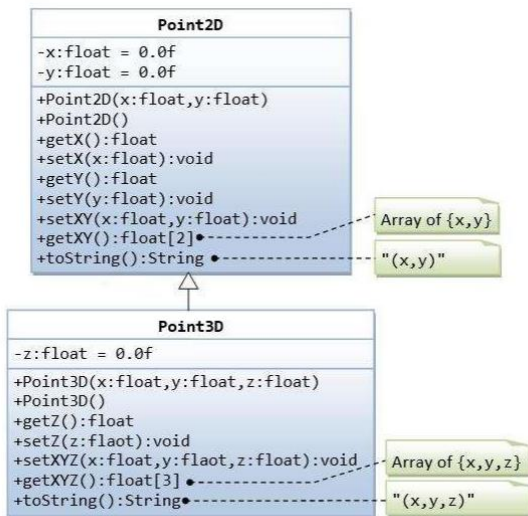 Point2D
-x:float = 0.0f
-y:float = 0.0f
+Point2D(x:float,y:float)
+Point2D()
+getX():float
+setX(x:float):void
+getY():float
+setY(y:float):void
+setXY(x:float,y:float):void
+getXY():float[2]
Array of {x,y}
+toString():String
"(x,y)"
Point3D
-z:float = 0.0f
+Point3D(x:float,y:float,z:float)
+Point3D()
+getZ():float
+setZ(z:flaot):void
+setXYZ(x:float,y:flaot,z:float):void
+getXYZ():float[3]
Array of {x,y,z}
+toString():String
"(x,y,z)"